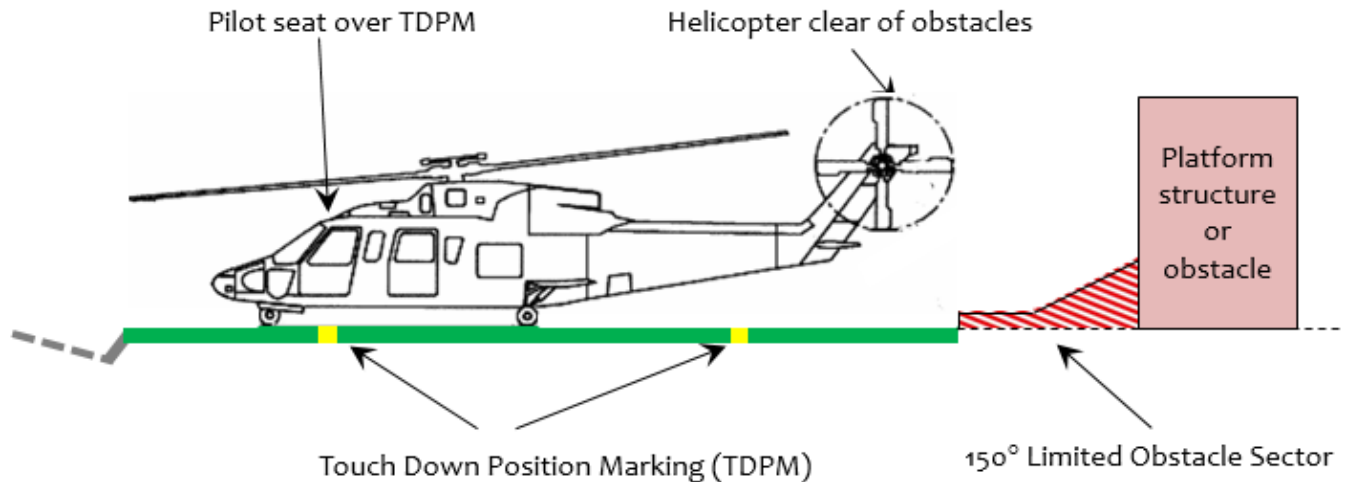 Pilot seat over TDPM
Helicopter clear of obstacles
Platform
structure
or
obstacle
Touch Down Position Marking (TDPM)
150° Limited Obstacle Sector